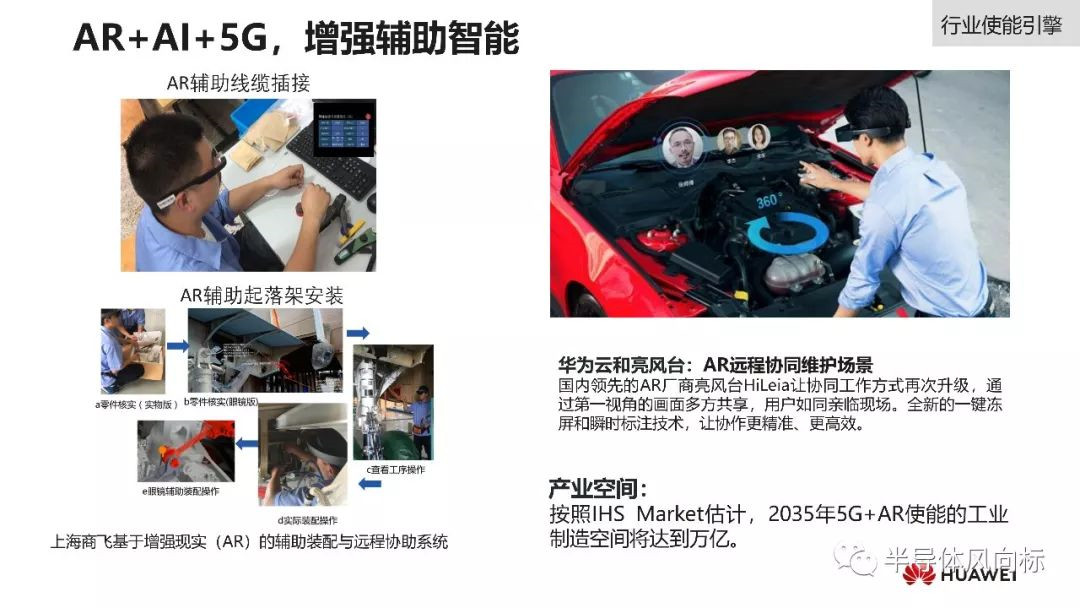 AR+AI+5G，增强辅助智能
行业使能引擎
AR辅助线缆插接
AR辅助起落架安装
a零件核实（实物版）
b零件核实(眼镜版)
c查看工序操作
e眼镜辅助装配操作
d实际装配操作
上海商飞基于增强现实（AR）的辅助装配与远程协助系统
360°
华为云和亮风台：AR远程协同维护场景
国内领先的AR厂商亮风台HiLeia让协同工作方式再次升级，通
过第一视角的画面多方共享，用户如同亲临现场。全新的一键冻
屏和瞬时标注技术，让协作更精准、更高效。
产业空间：
按照IHS Market估计，2035年5G+AR使能的工业
制造空间将达到万亿。
半导体风向标
HUAWEI